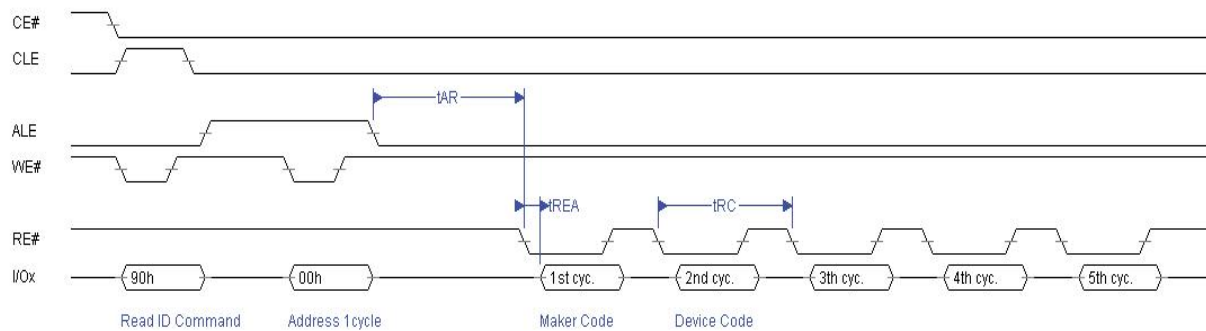 CE#
CLE
tAR
ALE
WE#
tREA
tRC
RE#
I/Ox
90h
00h
1st cyc.
2nd cyc.
3th cyc.
4th cyc.
5th cyc.
Read ID Command
Address 1cycle
Maker Code
Device Code